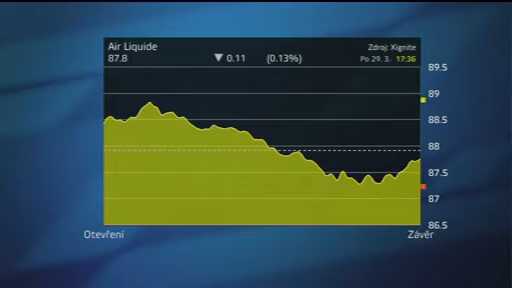 Air Liquide
Zdroj: Xignite
87.8 ▼ 0.11 (0.13%)
Po 29. 3. 17:36
89.5
89
88.5
88
87.5
87
86.5
Otevření
Závěr